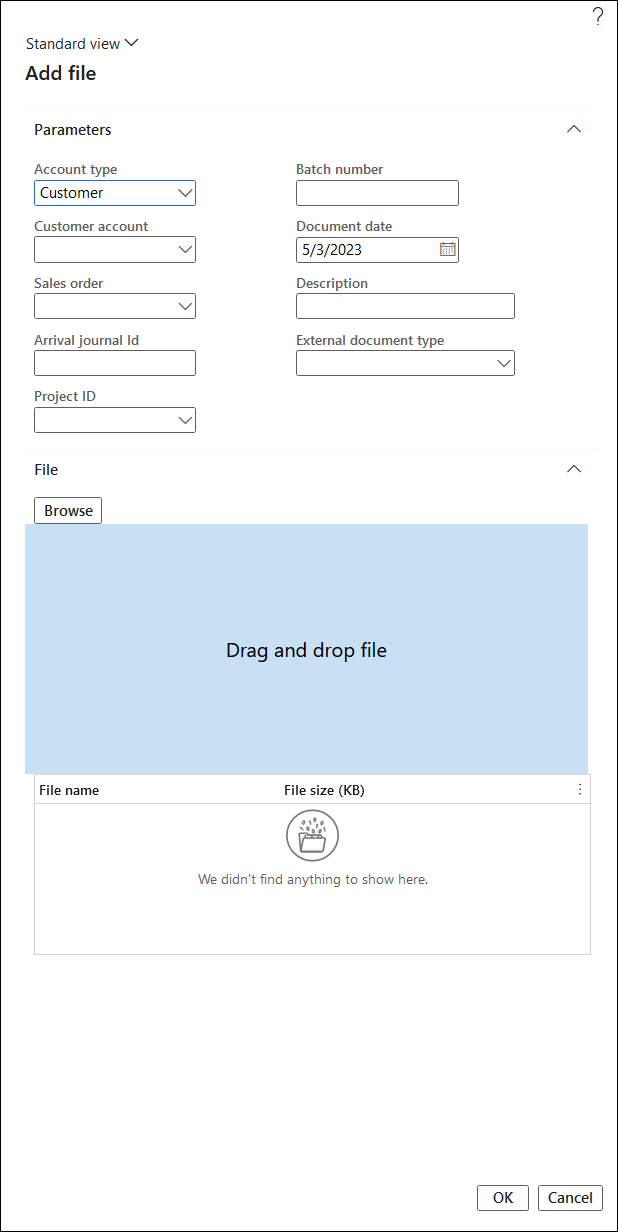 ?
Standard view
Add file
Parameters
Account type
Customer
Customer account
Sales order
Arrival journal Id
Project ID
Batch number
Document date
5/3/2023
Description
External document type
File
Browse
Drag and drop file
File name File size (KB)
We didn't find anything to show here.
OK Cancel